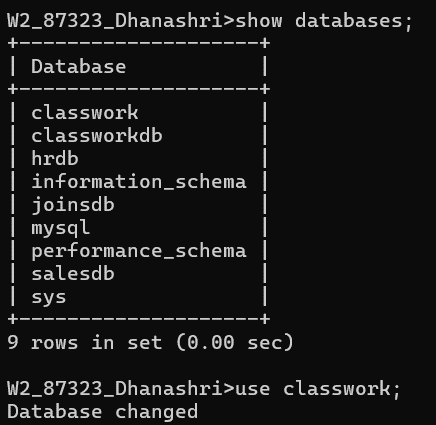 W2_87323_Dhanashri>show databases;
+--------------------+
| Database           |
+--------------------+
| classwork          |
| classworkdb        |
| hrdb               |
| information_schema |
| joinsdb            |
| mysql              |
| performance_schema |
| salesdb            |
| sys                |
+--------------------+
9 rows in set (0.00 sec)
W2_87323_Dhanashri>use classwork;
Database changed